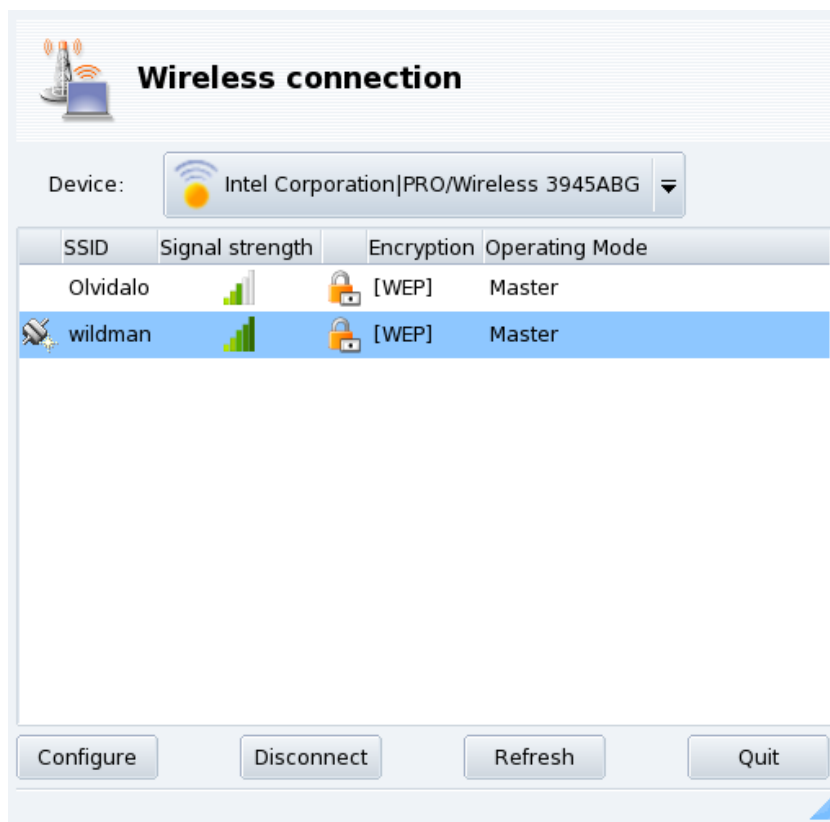 Wireless connection
Device: Intel Corporation|PRO/Wireless 3945ABG
SSID Signal strength Encryption Operating Mode
Olvidalo [WEP] Master
wildman [WEP] Master
Configure Disconnect Refresh Quit